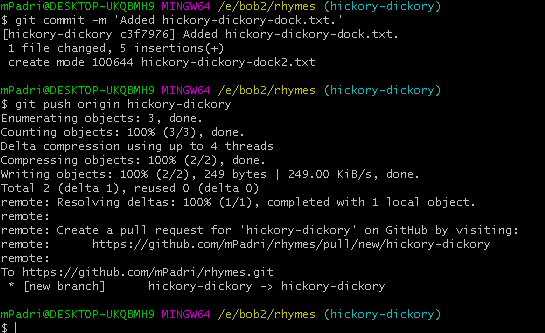 mPadri@DESKTOP-UKQBMH9 MINGW64 /e/bob2/rhymes (hickory-dickory)
$ git commit -m 'Added hickory-dickory-dock.txt.'
[hickory-dickory c3f7976] Added hickory-dickory-dock.txt.
1 file changed, 5 insertions(+)
create mode 100644 hickory-dickory-dock2.txt
mPadri@DESKTOP-UKQBMH9 MINGW64 /e/bob2/rhymes (hickory-dickory)
$ git push origin hickory-dickory
Enumerating objects: 3, done.
Counting objects: 100% (3/3), done.
Delta compression using up to 4 threads
Compressing objects: 100% (2/2), done.
Writing objects: 100% (2/2), 249 bytes | 249.00 KiB/s, done.
Total 2 (delta 1), reused 0 (delta 0)
remote: Resolving deltas: 100% (1/1), completed with 1 local object.
remote:
remote: Create a pull request for 'hickory-dickory' on GitHub by visiting:
remote:      https://github.com/mPadri/rhymes/pull/new/hickory-dickory
remote:
To https://github.com/mPadri/rhymes.git
* [new branch]      hickory-dickory -> hickory-dickory
mPadri@DESKTOP-UKQBMH9 MINGW64 /e/bob2/rhymes (hickory-dickory)
$